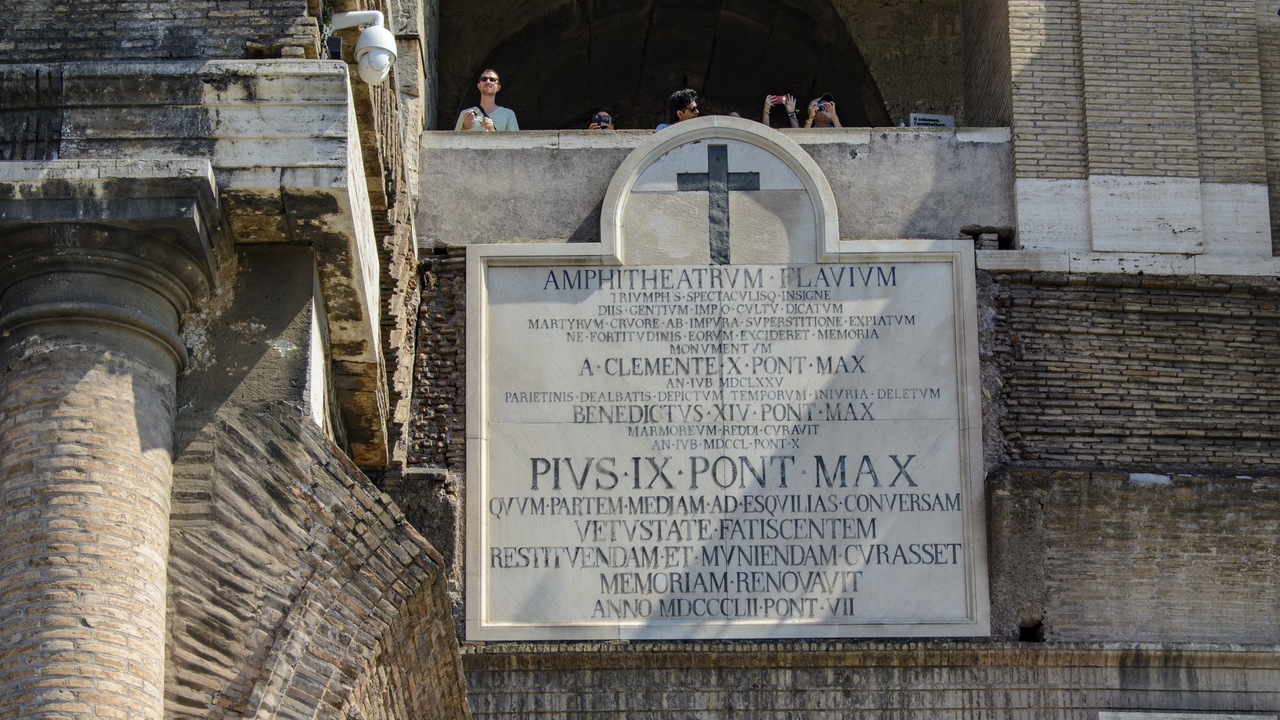 Il colosseo,
l'architettura
AMPHITHEATRVM · FLAVIVM
TRIVMPHIS · SPECTACVLISQ · INSIGNE
DIIS · GENTIVM · IMPIO · CVLTV · DICATVM
MARTYRVM · CRVORE · AB · IMPVRA · SVPERSTITIONE · EXPIATVM
NE · FORTITVDINIS · EORVM · EXCIDERET · MEMORIA
MONVMENTVM
A · CLEMENTE · X · PONT · MAX
AN · IVB · MDCLXXV
PARIETINIS · DEALBATIS · DEPICTVM · TEMPORVM · INIVRIA · DELETVM
BENEDICTVS · XIV · PONT · MAX
MARMOREVM · REDDI · CVRAVIT
AN · IVB · MDCCL · PONT · X
PIVS · IX · PONT · MAX
QVVM · PARTEM · MEDIAM · AD · ESQVILIAS · CONVERSAM
VETVSTATE · FATISCENTEM
RESTITVENDAM · ET · MVNIENDAM · CVRASSET
MEMORIAM · RENOVAVIT
ANNO · MDCCCLII · PONT · VII